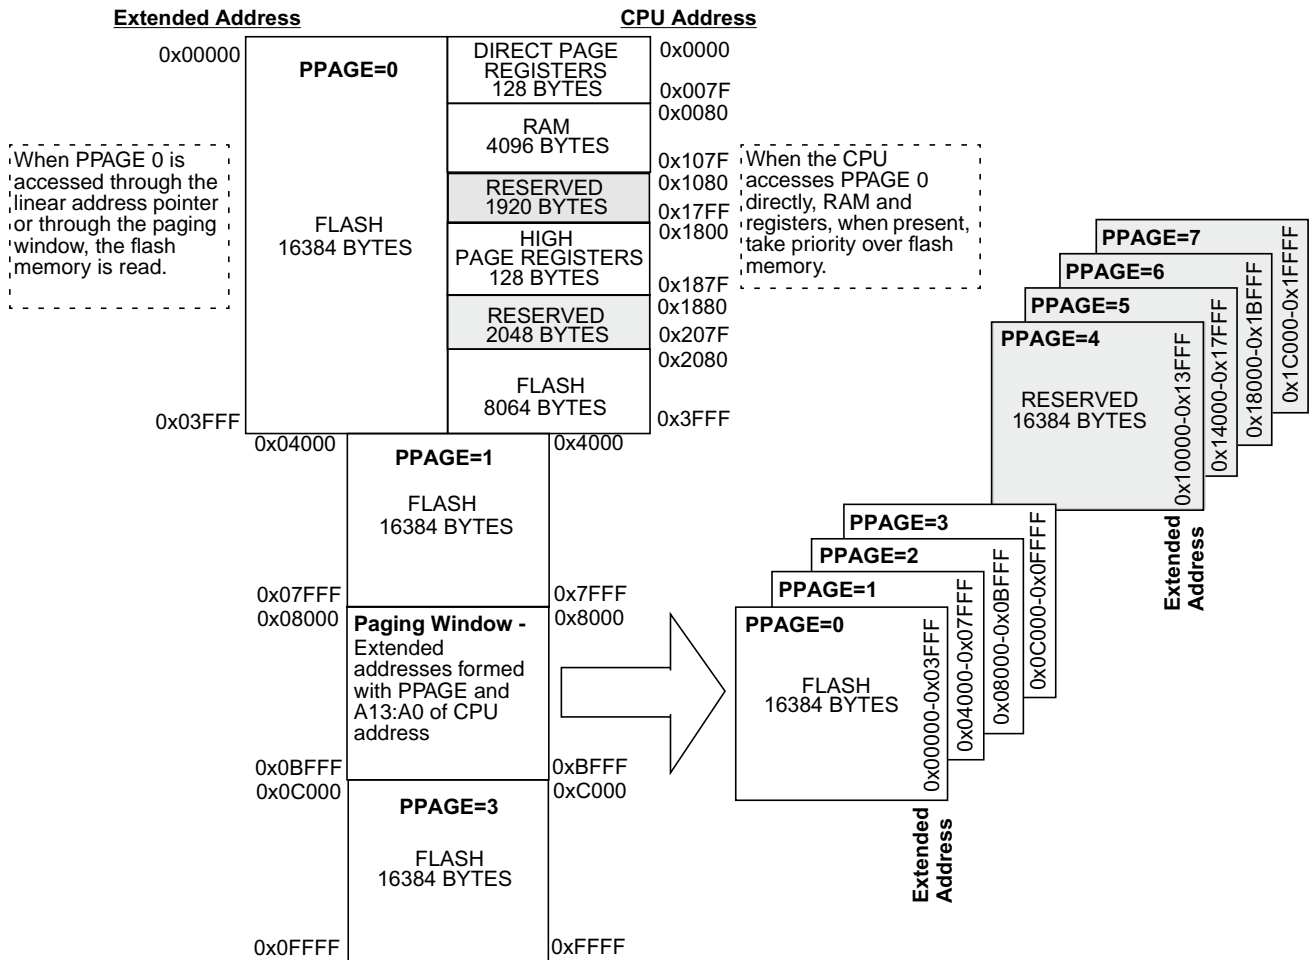 Extended Address
CPU Address
0x00000
PPAGE=0
FLASH
16384 BYTES
0x03FFF
When PPAGE 0 is
accessed through the
linear address pointer
or through the paging
window, the flash
memory is read.
DIRECT PAGE
REGISTERS
128 BYTES
0x0000
0x007F
RAM
4096 BYTES
0x0080
0x107F
RESERVED
1920 BYTES
0x1080
0x17FF
HIGH
PAGE REGISTERS
128 BYTES
0x1800
0x187F
RESERVED
2048 BYTES
0x1880
0x207F
FLASH
8064 BYTES
0x2080
0x3FFF
When the CPU
accesses PPAGE 0
directly, RAM and
registers, when present,
take priority over flash
memory.
0x04000
PPAGE=1
0x4000
FLASH
16384 BYTES
0x07FFF
0x7FFF
0x08000
Paging Window -
Extended
addresses formed
with PPAGE and
A13:A0 of CPU
address
0x8000
0x0BFFF
0xBFFF
0x0C000
PPAGE=3
0xC000
FLASH
16384 BYTES
0x0FFFF
0xFFFF
PPAGE=7
0x1C000-0x1FFFF
PPAGE=6
0x18000-0x1BFFF
PPAGE=5
0x14000-0x17FFF
PPAGE=4
RESERVED
16384 BYTES
0x10000-0x13FFF
Extended
Address
PPAGE=3
0x0C000-0x0FFFF
PPAGE=2
0x08000-0x0BFFF
PPAGE=1
0x04000-0x07FFF
PPAGE=0
FLASH
16384 BYTES
0x00000-0x03FFF
Extended
Address